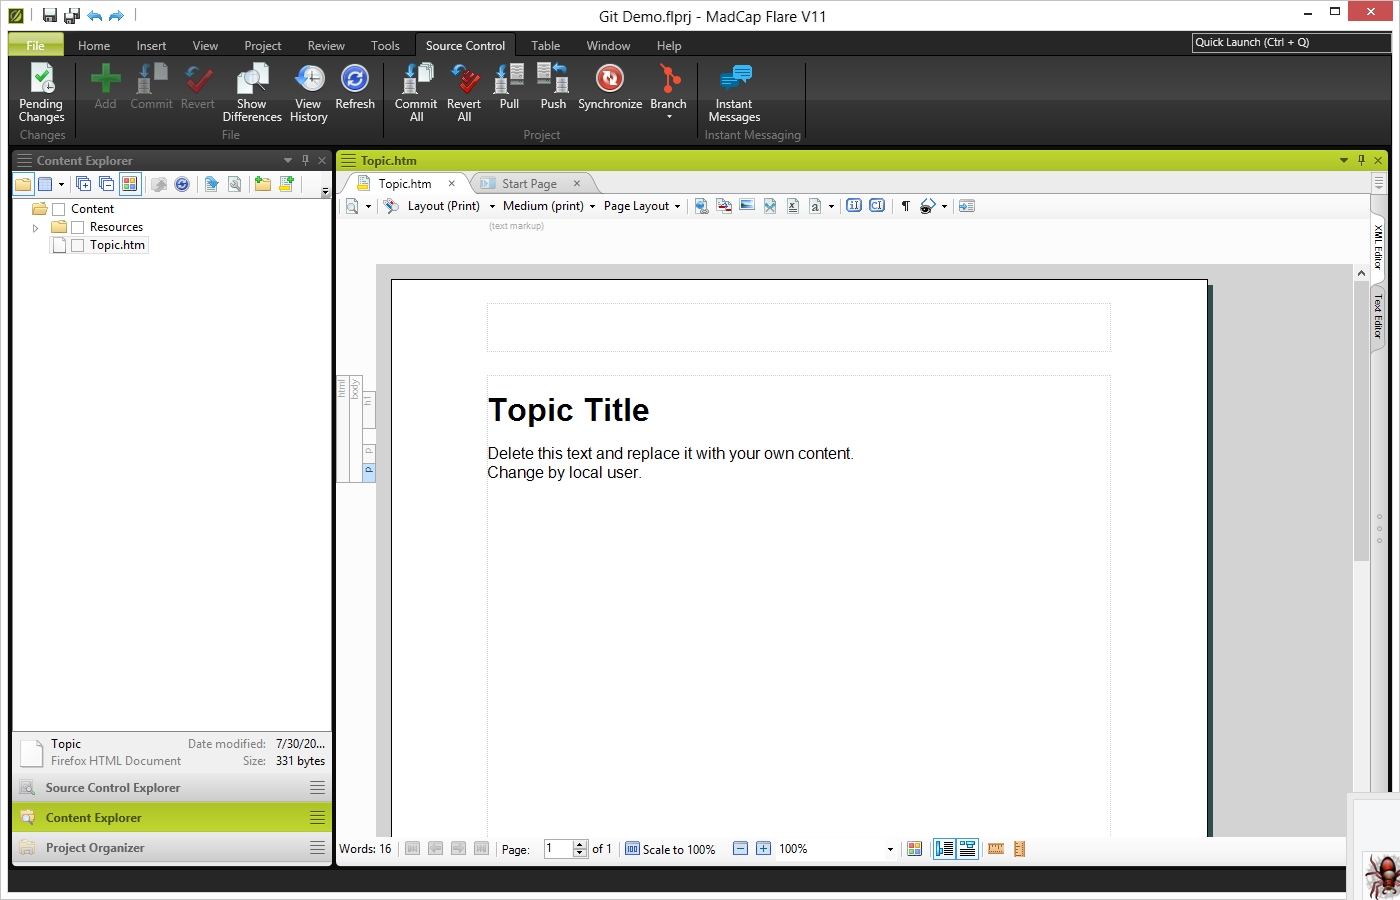 Git Demo.flprj - MadCap Flare V11
File Home Insert View Project Review Tools Source Control Table Window Help
Quick Launch (Ctrl + Q)
Pending Changes
Add
Commit
Revert
Show Differences
View History
Refresh
Commit All
Revert All
Pull
Push
Synchronize
Branch
Instant Messages
Changes
File
Project
Instant Messaging
Content Explorer
Content
Resources
Topic.htm
Topic
Date modified: 7/30/20...
Firefox HTML Document
Size: 331 bytes
Source Control Explorer
Content Explorer
Project Organizer
Topic.htm
Topic.htm
Start Page
Layout (Print) Medium (print) Page Layout
(text markup)
html
body
h1
p
p
Topic Title
Delete this text and replace it with your own content.
Change by local user.
XML Editor
Text Editor
Words: 16
Page: 1 of 1
Scale to 100%
100%